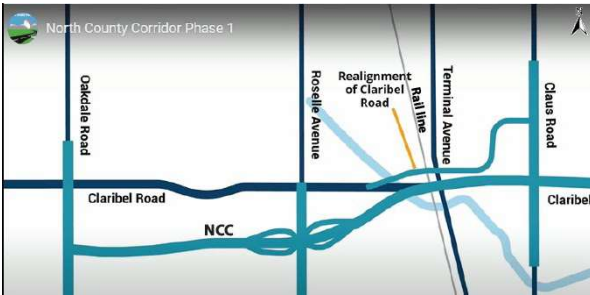 North County Corridor Phase 1
Oakdale Road
Roselle Avenue
Realignment
of Claribel
Road
Rail line
Terminal Avenue
Claus Road
Claribel Road
Claribel
NCC